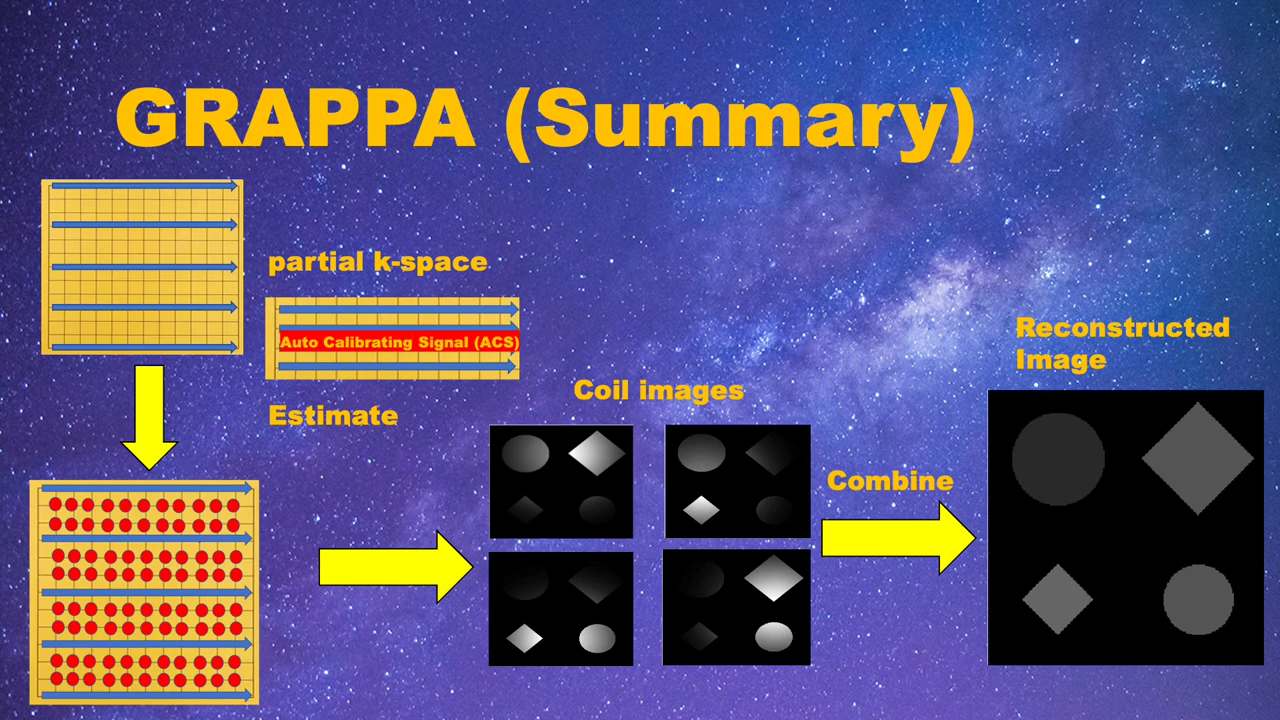 GRAPPA (Summary)
partial k-space
Auto Calibrating Signal (ACS)
Estimate
Coil images
Combine
Reconstructed
Image